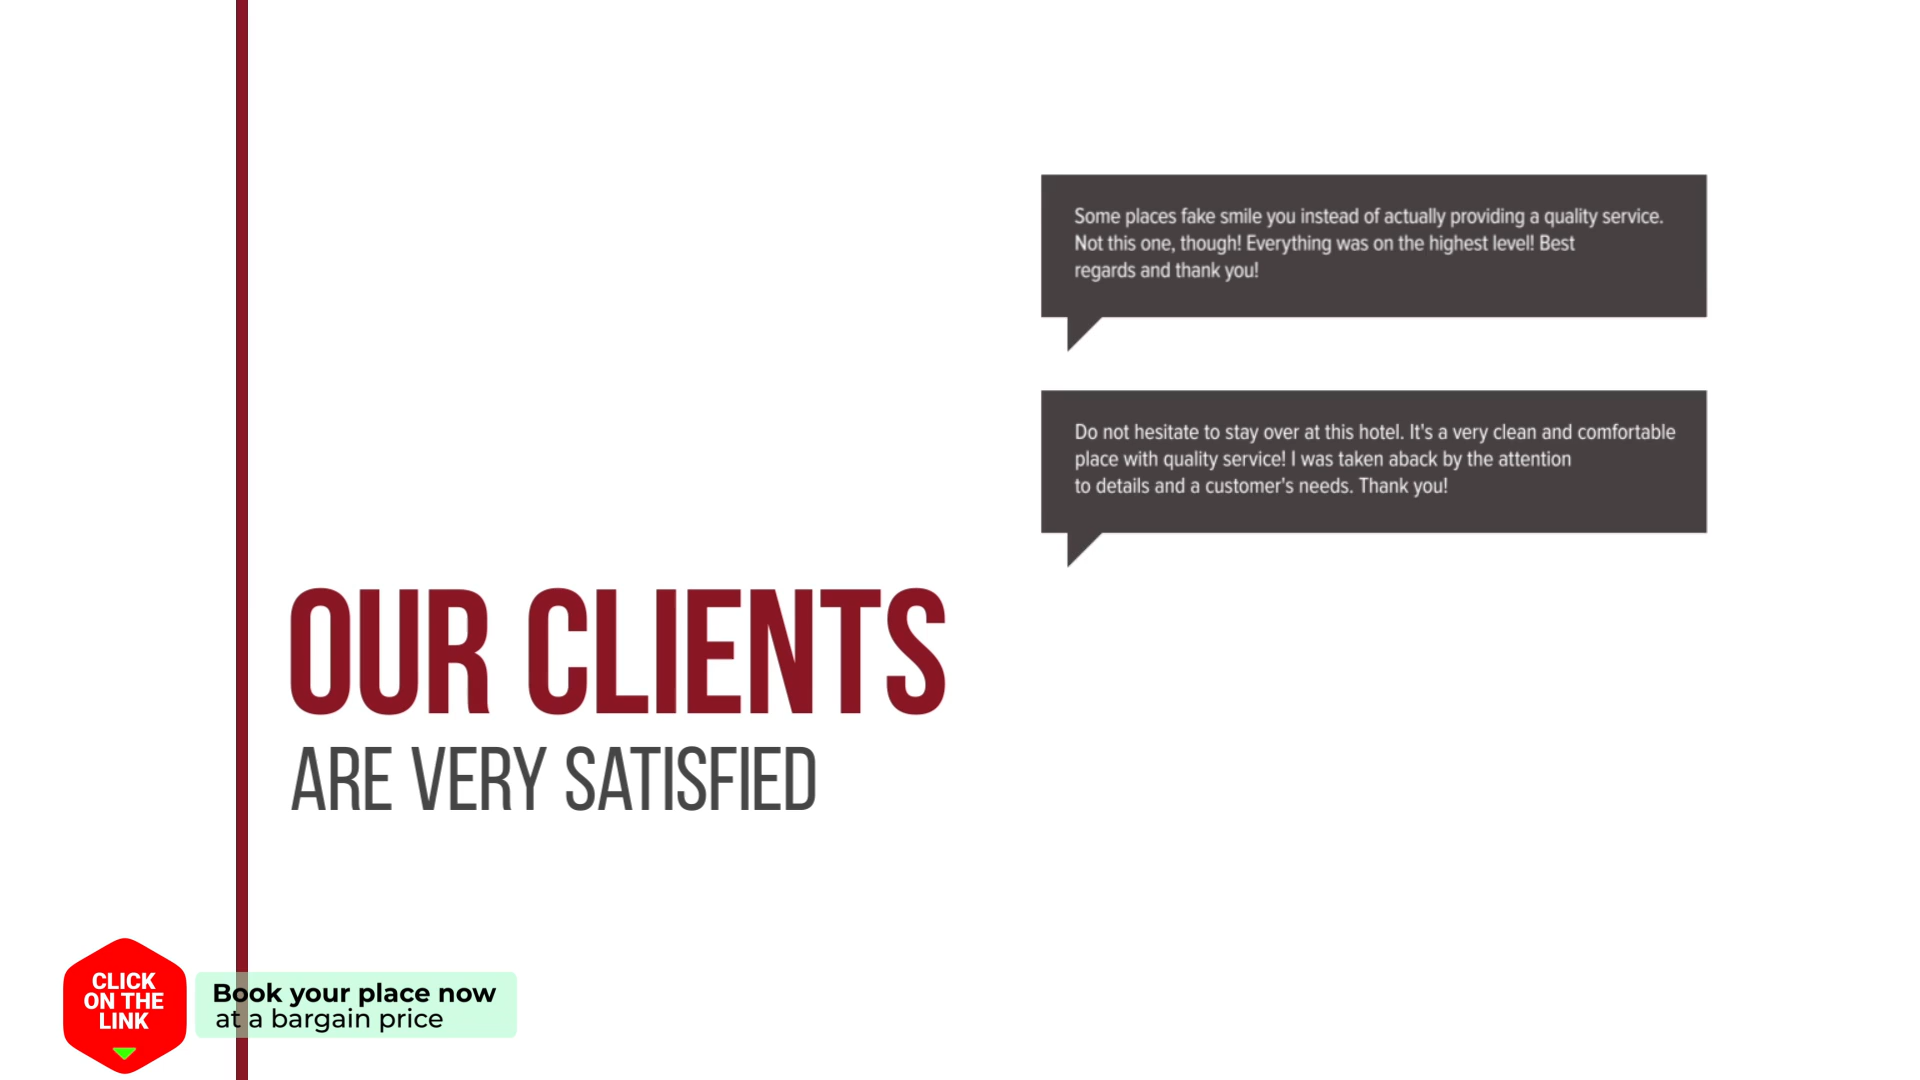 Some places fake smile you instead of actually providing a quality service.
Not this one, though! Everything was on the highest level! Best
regards and thank you!
Do not hesitate to stay over at this hotel. It's a very clean and comfortable
place with quality service! I was taken aback by the attention
to details and a customer's needs. Thank you!
OUR CLIENTS
ARE VERY SATISFIED
CLICK
ON THE
LINK
Book your place now
at a bargain price